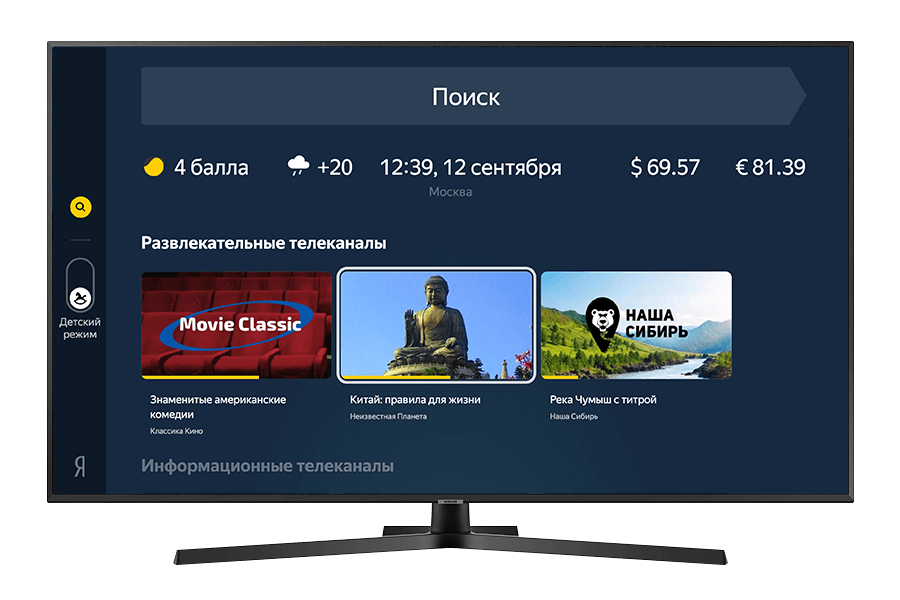 Поиск
4 балла
+20
12:39, 12 сентября
$ 69.57
€ 81.39
Москва
Развлекательные телеканалы
Детский
режим
Movie Classic
НАША
СИБИРЬ
Знаменитые американские
комедии
Классика Кино
Китай: правила для жизни
Неизвестная Планета
Река Чумыш с титрой
Наша Сибирь
Я
Информационные телеканалы